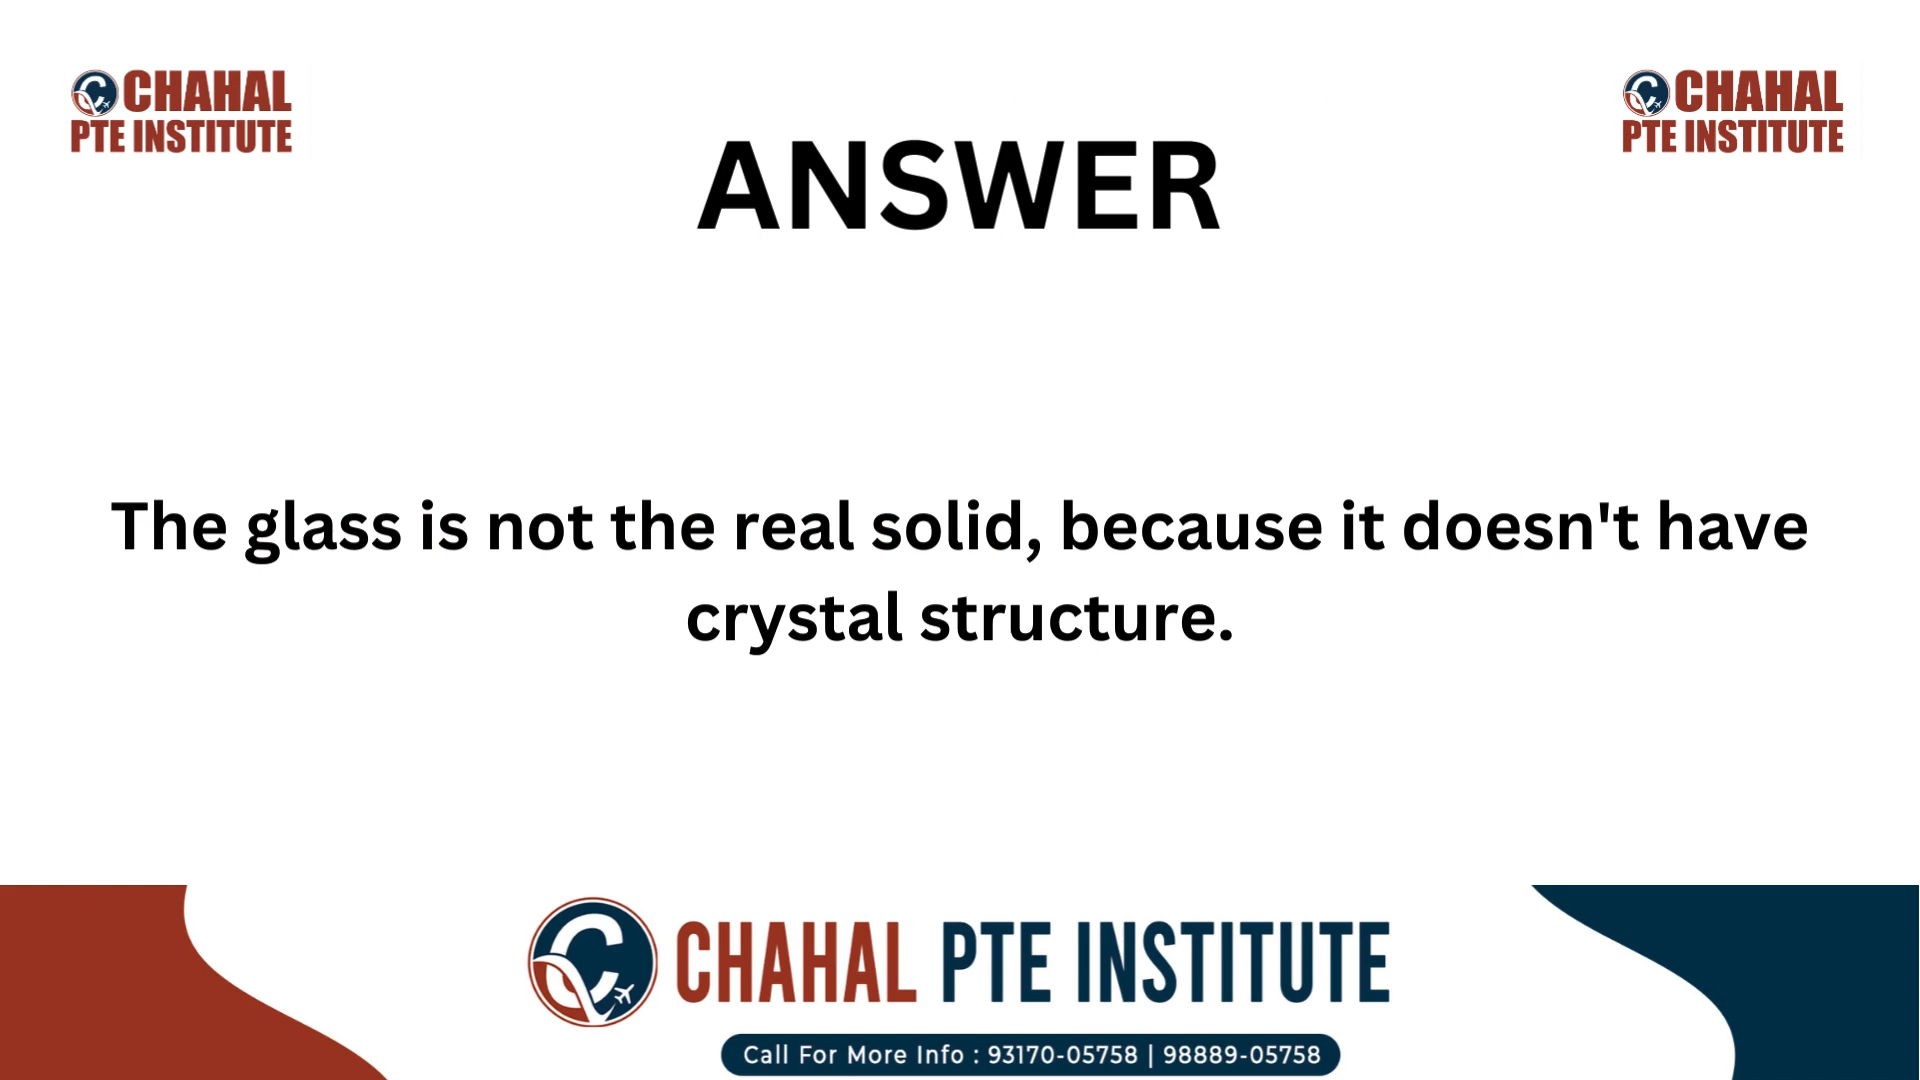 CHAHAL
PTE INSTITUTE
CHAHAL
PTE INSTITUTE
ANSWER
The glass is not the real solid, because it doesn't have
crystal structure.
CHAHAL PTE INSTITUTE
Call For More Info : 93170-05758 | 98889-05758